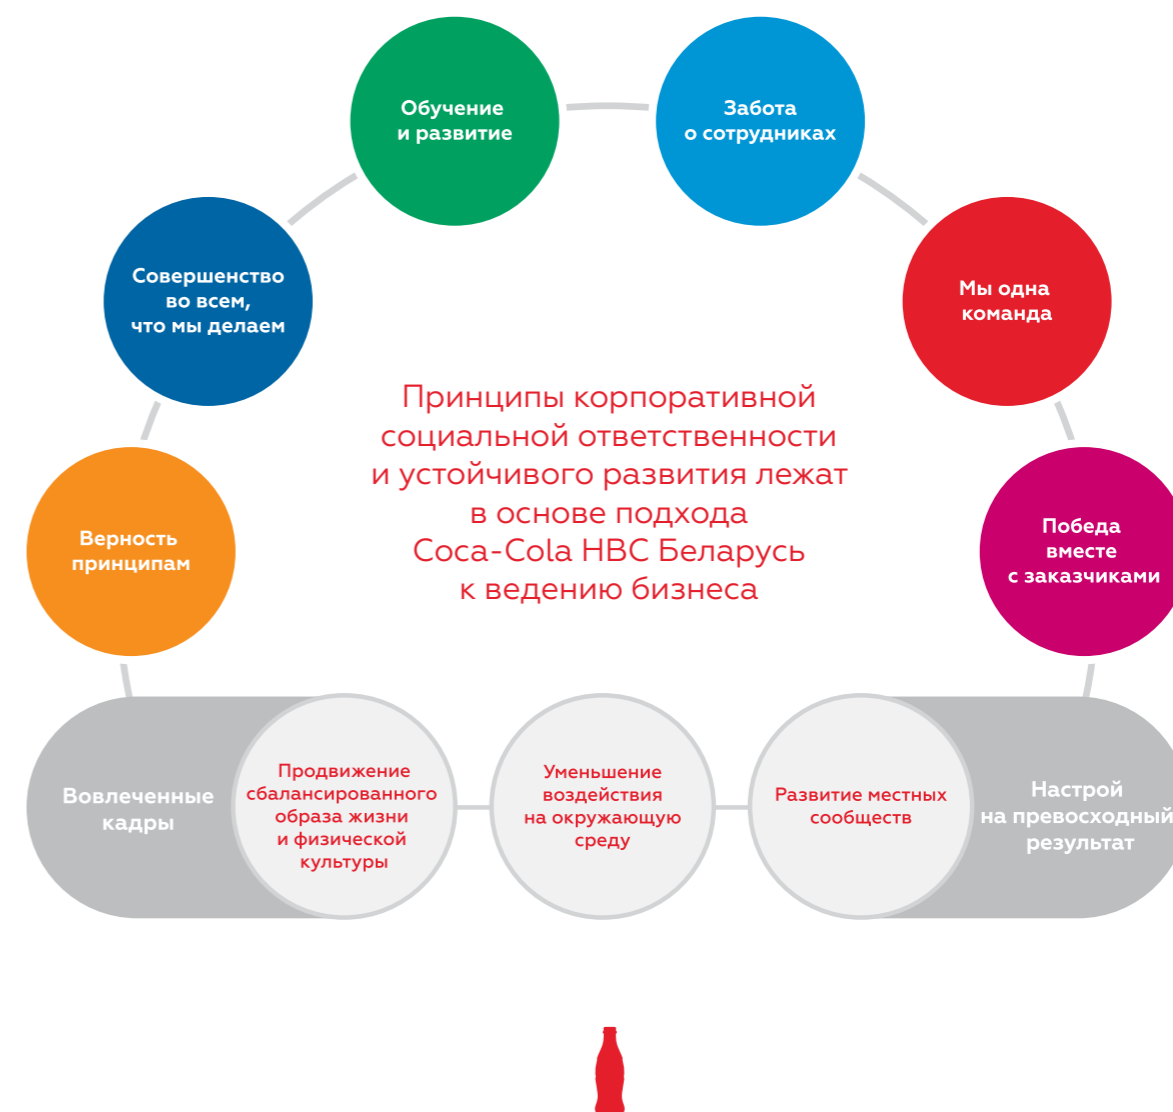 Обучение
и развитие
Забота
о сотрудниках
Совершенство
во всем,
что мы делаем
Мы одна
команда
Принципы корпоративной
социальной ответственности
и устойчивого развития лежат
в основе подхода
Coca-Cola HBC Беларусь
к ведению бизнеса
Верность
принципам
Победа
вместе
с заказчиками
Вовлеченные
кадры
Продвижение
сбалансированного
образа жизни
и физической
культуры
Уменьшение
воздействия
на окружающую
среду
Развитие местных
сообществ
Настрой
на превосходный
результат